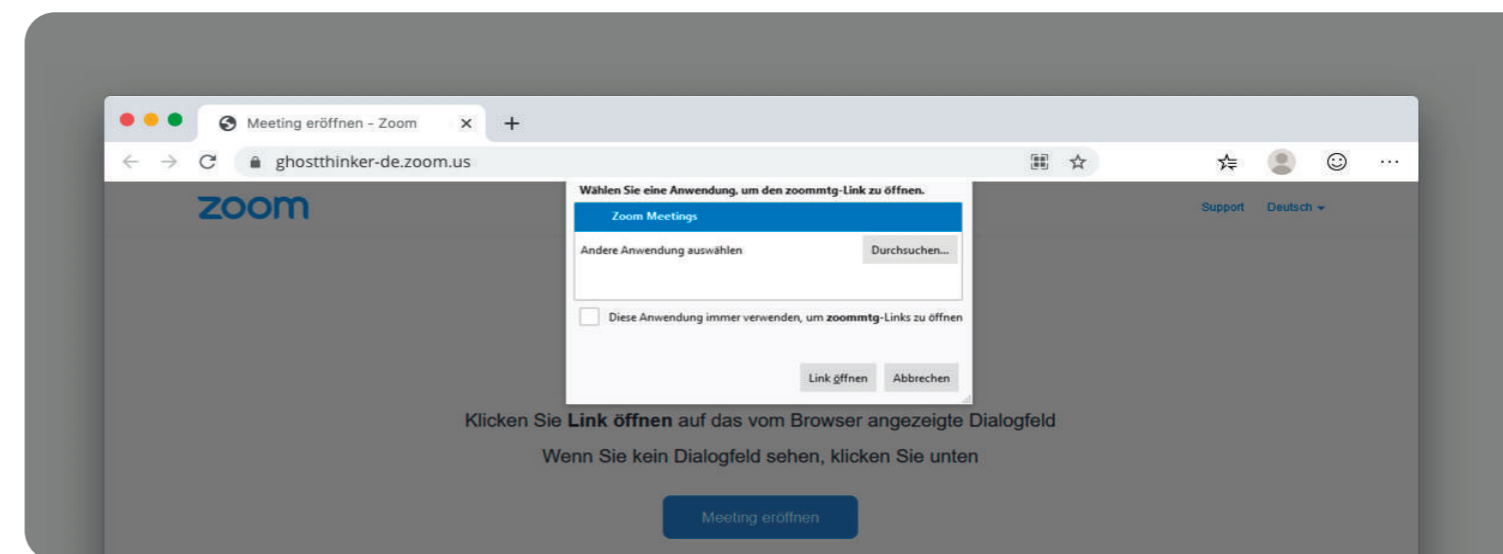 Meeting eröffnen - Zoom
ghostthinker-de.zoom.us
zoom
Support Deutsch
Wählen Sie eine Anwendung, um den zoommtg-Link zu öffnen.
Zoom Meetings
Andere Anwendung auswählen Durchsuchen...
Diese Anwendung immer verwenden, um zoommtg-Links zu öffnen
Link öffnen Abbrechen
Klicken Sie Link öffnen auf das vom Browser angezeigte Dialogfeld
Wenn Sie kein Dialogfeld sehen, klicken Sie unten
Meeting eröffnen